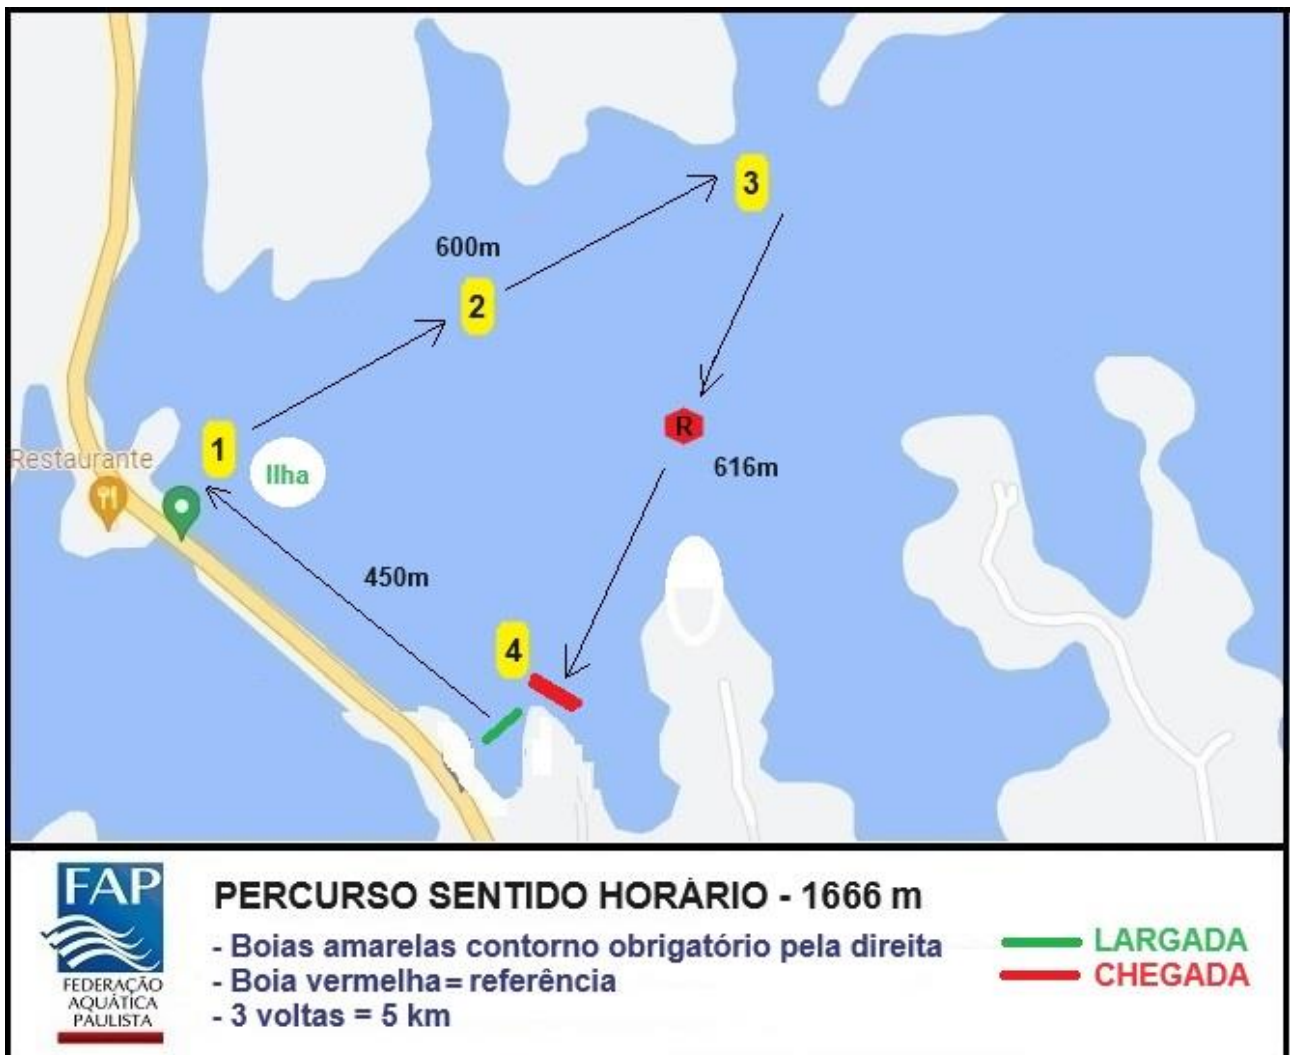 3
600m
2
1
Restaurante
Ilha
R
616m
450m
4
FAP
FEDERAÇÃO
AQUÁTICA
PAULISTA
PERCURSO SENTIDO HORÁRIO - 1666 m
- Boias amarelas contorno obrigatório pela direita
- Boia vermelha= referência
- 3 voltas = 5 km
LARGADA
CHEGADA